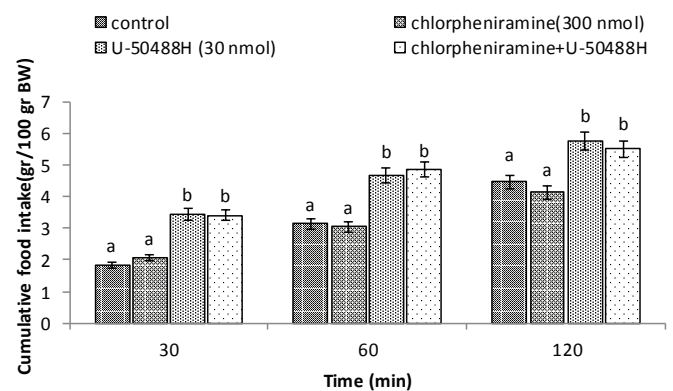 control
chlorpheniramine(300 nmol)
U-50488H (30 nmol)
chlorpheniramine+U-50488H
Cumulative food intake(gr/100 gr BW)
7
6
5
4
3
2
1
0
a
a
b
b
a
a
b
b
a
a
b
b
30
60
120
Time (min)